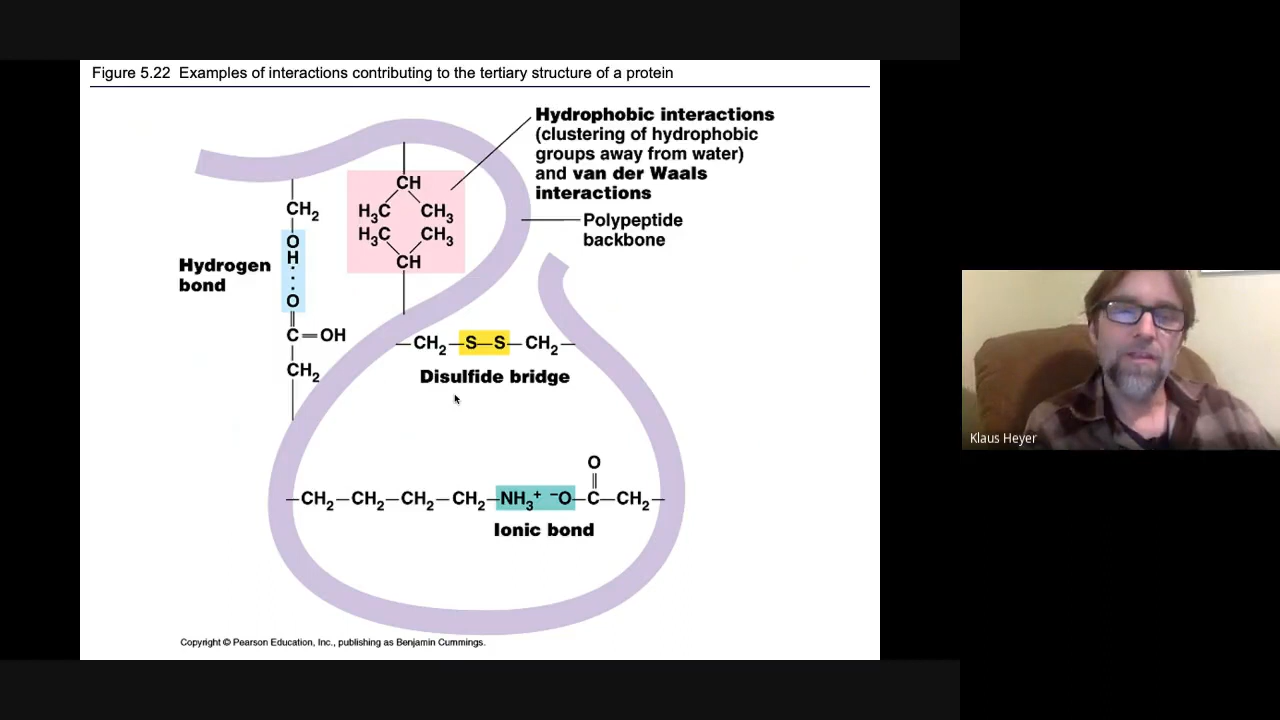 Figure 5.22 Examples of interactions contributing to the tertiary structure of a protein
Hydrophobic interactions
(clustering of hydrophobic
groups away from water)
and van der Waals
interactions
Polypeptide
backbone
CH
H3C CH3
H3C CH3
CH
CH2
O
H
O
C=OH
CH2
Hydrogen
bond
CH2 S S CH2
Disulfide bridge
O
CH2 CH2 CH2 CH2 NH3+ −O C CH2
Ionic bond
Copyright © Pearson Education, Inc., publishing as Benjamin Cummings.
Klaus Heyer